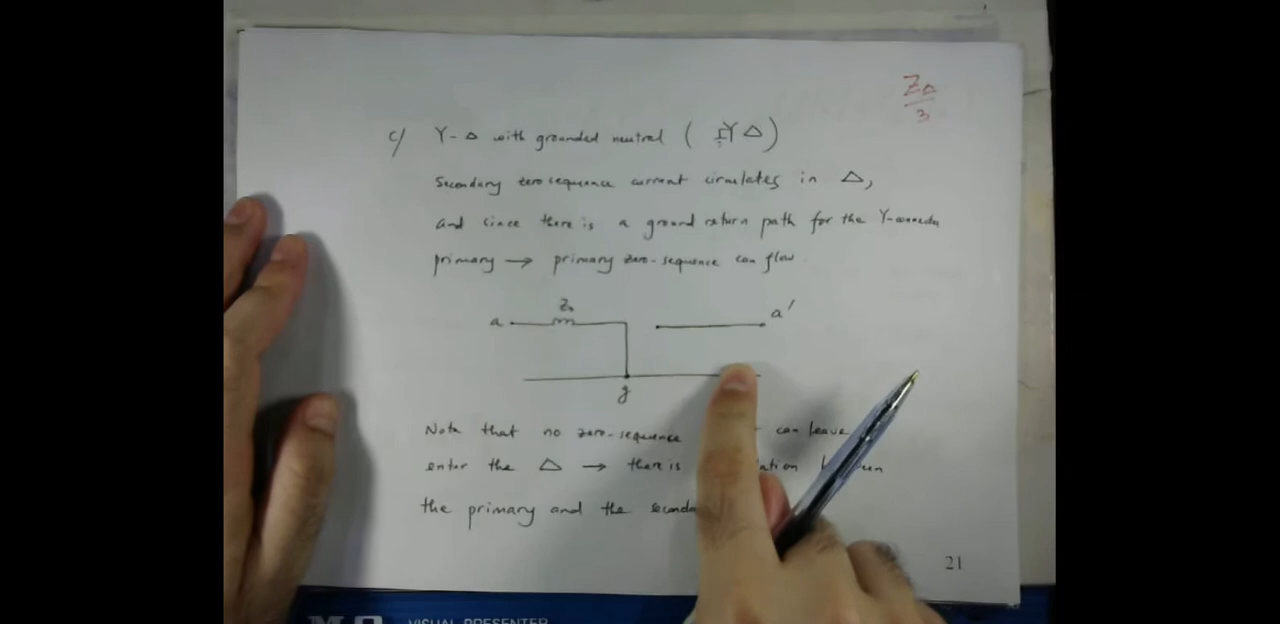 Z△
3
c/ Y-△ with grounded neutral ( Y △)
Secondary zero sequence current circulates in △,
and since there is a ground return path for the Y-connected
primary → primary zero-sequence can flow
Z₀
a a'
g
Note that no zero-sequence can leave
enter the △ → there is
the primary and the
21
VISUAL PRESENTER